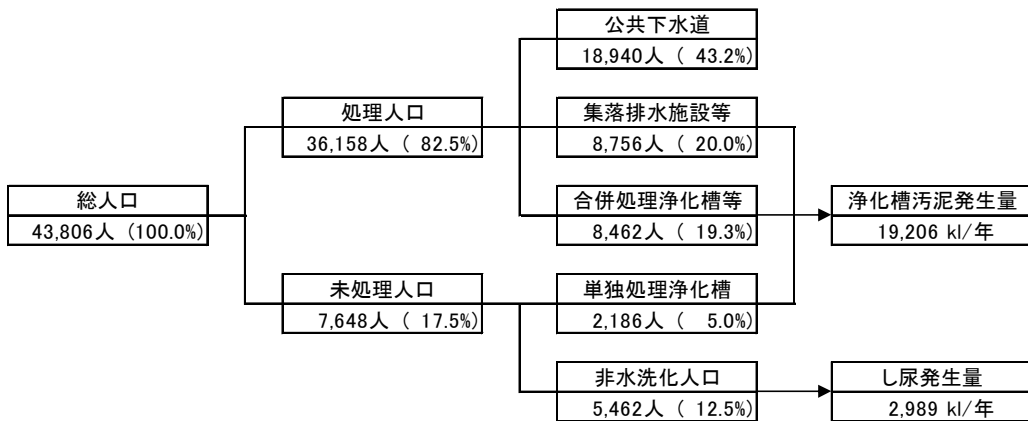 公共下水道
18,940人 ( 43.2%)
処理人口
36,158人 ( 82.5%)
集落排水施設等
8,756人 ( 20.0%)
総人口
43,806人 (100.0%)
合併処理浄化槽等
8,462人 ( 19.3%)
浄化槽汚泥発生量
19,206 kl/年
未処理人口
7,648人 ( 17.5%)
単独処理浄化槽
2,186人 ( 5.0%)
非水洗化人口
5,462人 ( 12.5%)
し尿発生量
2,989 kl/年